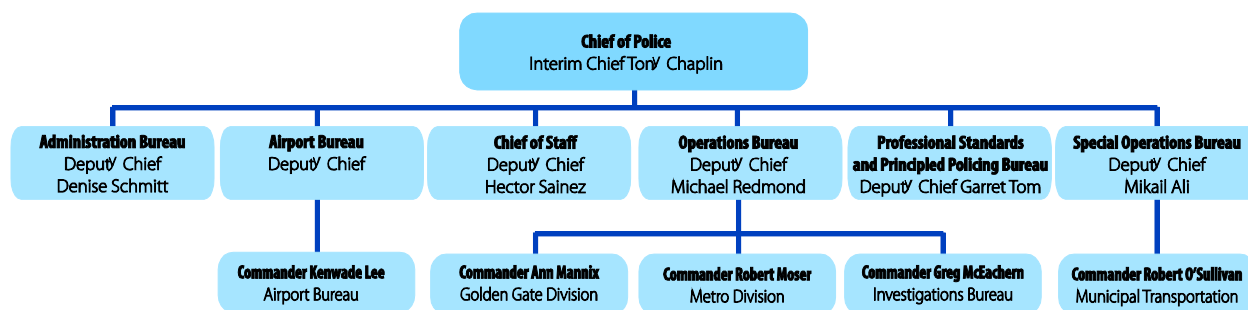 Chief of Police
Interim Chief Tony Chaplin
Administration Bureau
Deputy Chief
Denise Schmitt
Airport Bureau
Deputy Chief
Chief of Staff
Deputy Chief
Hector Sainez
Operations Bureau
Deputy Chief
Michael Redmond
Professional Standards
and Principled Policing Bureau
Deputy Chief Garret Tom
Special Operations Bureau
Deputy Chief
Mikail Ali
Commander Kenwade Lee
Airport Bureau
Commander Ann Mannix
Golden Gate Division
Commander Robert Moser
Metro Division
Commander Greg McEachern
Investigations Bureau
Commander Robert O’Sullivan
Municipal Transportation